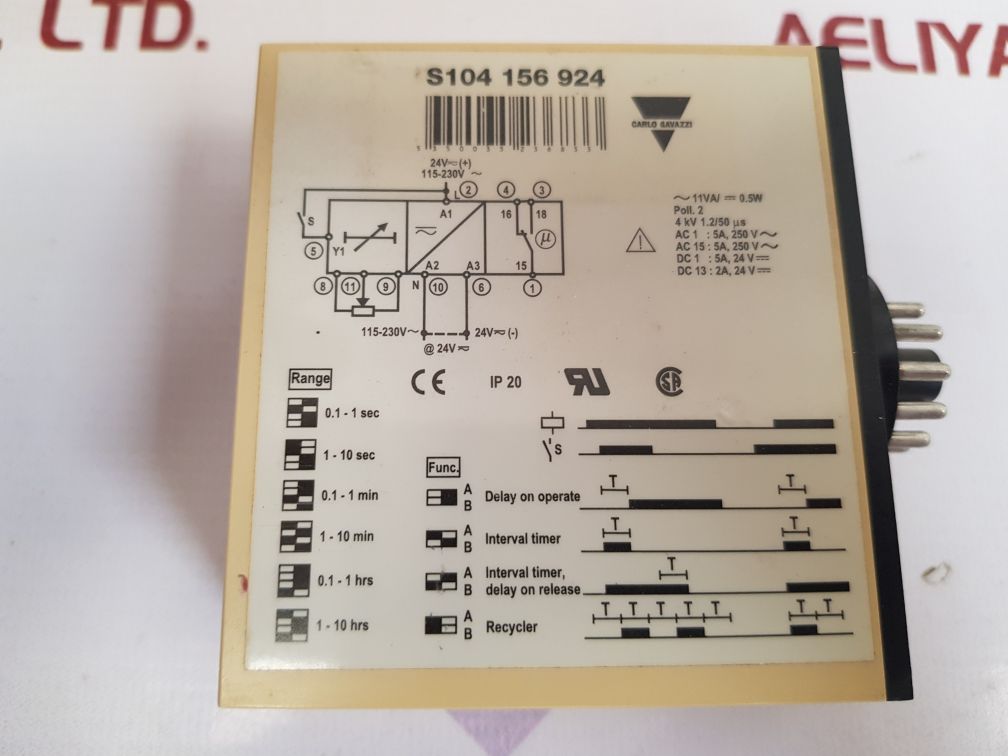 LTD.
AELIYA
S104 156 924
CARLO GAVAZZI
24V≂(+)
115-230V ~
L ② ④ ③
A1 16 18
S
⑤ Y1 μ
A2 A3 15
⑧ ⑪ ⑨ N ⑩ ⑥ ①
115-230V~ 24V≂ (-)
@ 24V ≂
~ 11VA/ ⎓ 0.5W
Poll. 2
4 kV 1.2/50 µs
AC 1 : 5A, 250 V~
AC 15 : 5A, 250 V~
DC 1 : 5A, 24 V⎓
DC 13 : 2A, 24 V⎓
Range
CE IP 20 RU SA
0.1 - 1 sec
1 - 10 sec
0.1 - 1 min
1 - 10 min
0.1 - 1 hrs
1 - 10 hrs
S
Func.
A
B
Delay on operate
T T
A
B
Interval timer
T T
A
B
Interval timer,
delay on release
T
A
B
Recycler
T T T T T T T